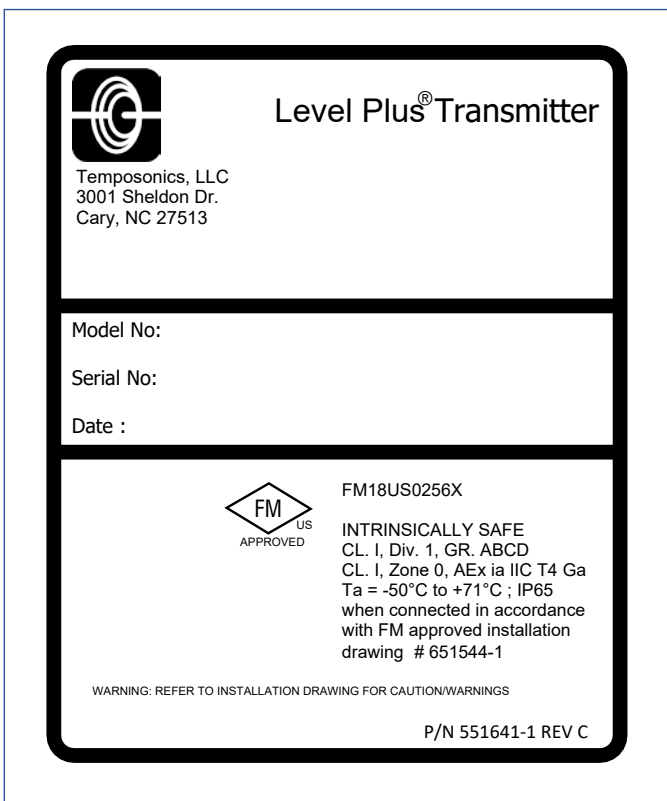 Level Plus® Transmitter
Temposonics, LLC
3001 Sheldon Dr.
Cary, NC 27513
Model No:
Serial No:
Date :
FM
US
APPROVED
FM18US0256X
INTRINSICALLY SAFE
CL. I, Div. 1, GR. ABCD
CL. I, Zone 0, AEx ia IIC T4 Ga
Ta = -50°C to +71°C ; IP65
when connected in accordance
with FM approved installation
drawing # 651544-1
WARNING: REFER TO INSTALLATION DRAWING FOR CAUTION/WARNINGS
P/N 551641-1 REV C